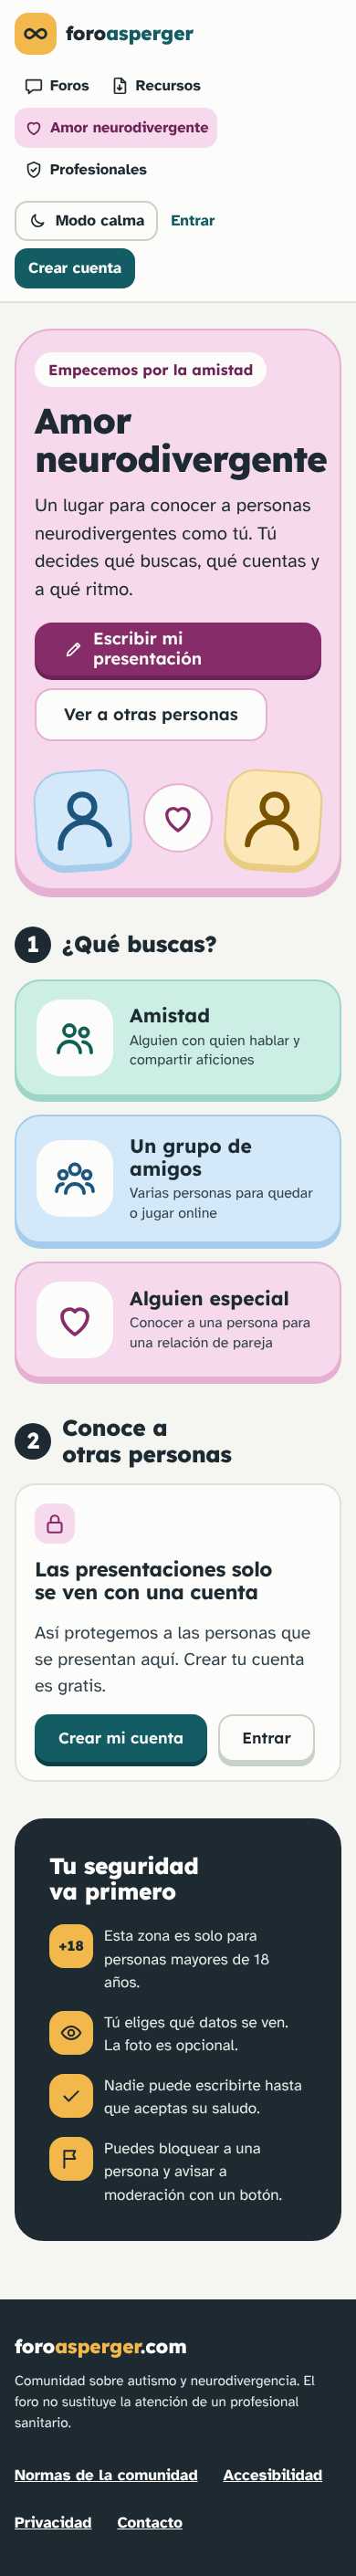 foroasperger
Foros
Recursos
Amor neurodivergente
Profesionales
Modo calma
Entrar
Crear cuenta
Empecemos por la amistad
Amor
neurodivergente
Un lugar para conocer a personas
neurodivergentes como tú. Tú
decides qué buscas, qué cuentas y
a qué ritmo.
Escribir mi
presentación
Ver a otras personas
1 ¿Qué buscas?
Amistad
Alguien con quien hablar y
compartir aficiones
Un grupo de
amigos
Varias personas para quedar
o jugar online
Alguien especial
Conocer a una persona para
una relación de pareja
2 Conoce a
otras personas
Las presentaciones solo
se ven con una cuenta
Así protegemos a las personas que
se presentan aquí. Crear tu cuenta
es gratis.
Crear mi cuenta
Entrar
Tu seguridad
va primero
+18
Esta zona es solo para
personas mayores de 18
años.
Tú eliges qué datos se ven.
La foto es opcional.
Nadie puede escribirte hasta
que aceptas su saludo.
Puedes bloquear a una
persona y avisar a
moderación con un botón.
foroasperger.com
Comunidad sobre autismo y neurodivergencia. El
foro no sustituye la atención de un profesional
sanitario.
Normas de la comunidad
Accesibilidad
Privacidad
Contacto